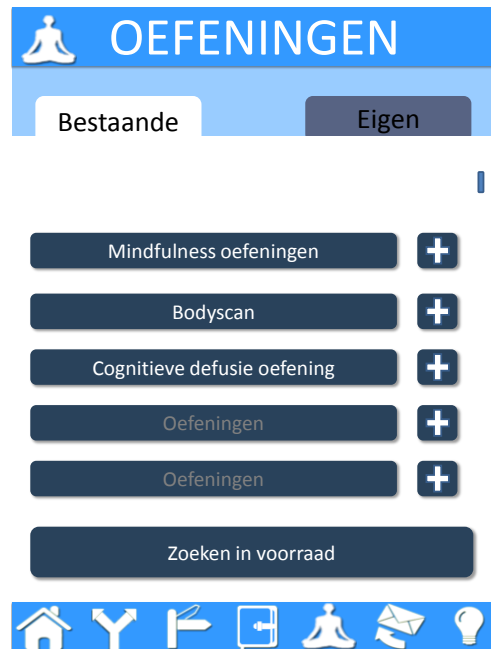 OEFENINGEN
Bestaande
Eigen
Mindfulness oefeningen
Bodyscan
Cognitieve defusie oefening
Oefeningen
Oefeningen
Zoeken in voorraad